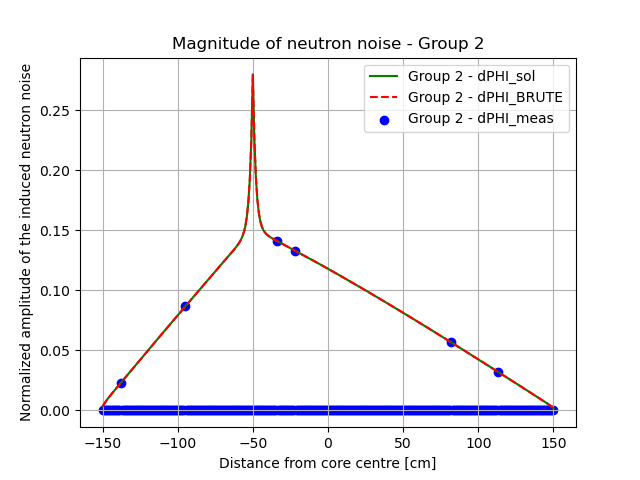 Magnitude of neutron noise - Group 2
Normalized amplitude of the induced neutron noise
Group 2 - dPHI_sol
Group 2 - dPHI_BRUTE
Group 2 - dPHI_meas
0.25
0.20
0.15
0.10
0.05
0.00
−150 −100 −50 0 50 100 150
Distance from core centre [cm]